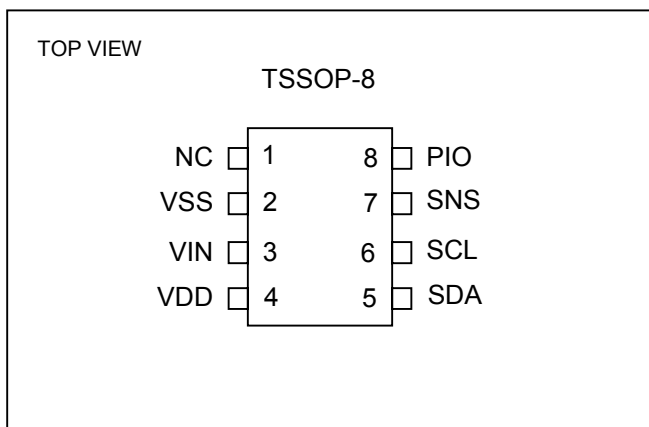 TOP VIEW
TSSOP-8
NC 1 8 PIO
VSS 2 7 SNS
VIN 3 6 SCL
VDD 4 5 SDA